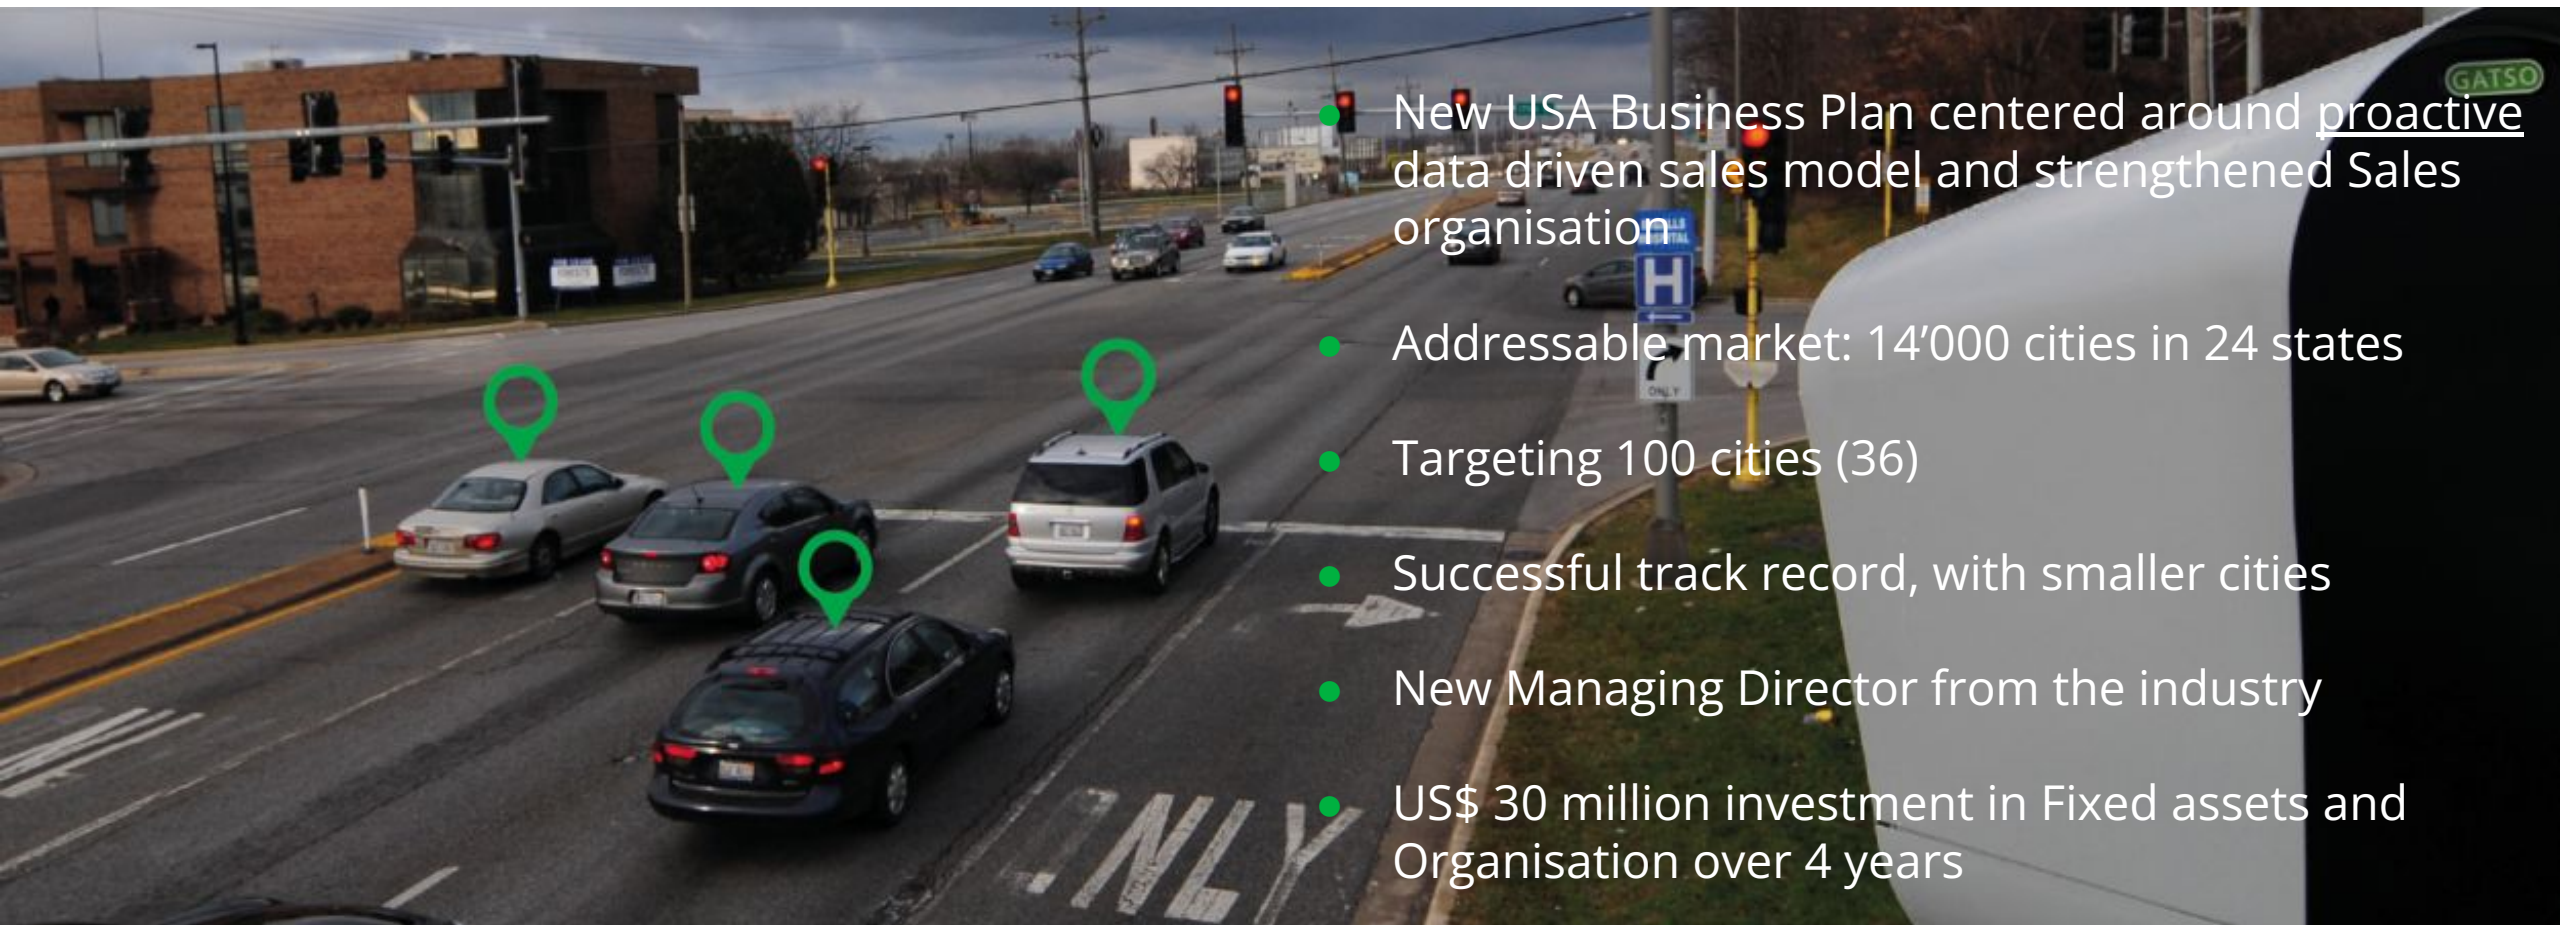 GATSO
New USA Business Plan centered around proactive
data driven sales model and strengthened Sales
organisation
H
Addressable market: 14’000 cities in 24 states
ONLY
Targeting 100 cities (36)
Successful track record, with smaller cities
New Managing Director from the industry
US$ 30 million investment in Fixed assets and
Organisation over 4 years
NLY